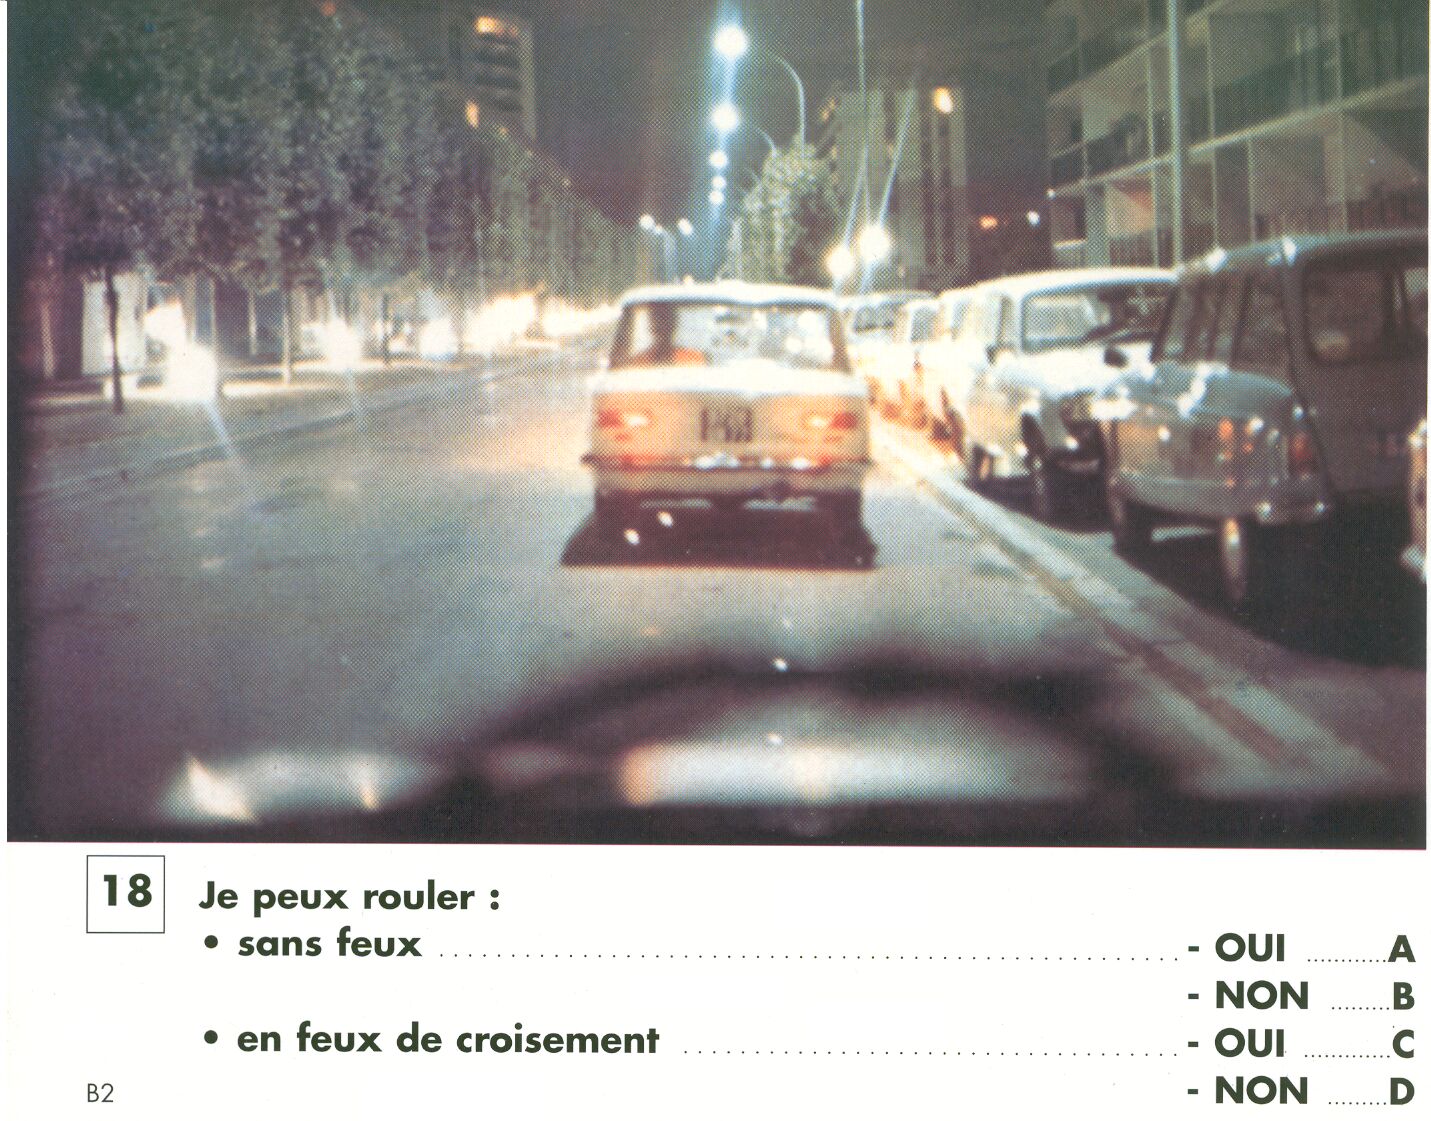 18 Je peux rouler :
• sans feux ........................ - OUI ...........A
- NON .........B
• en feux de croisement ........................ - OUI ............C
- NON ........D
B2